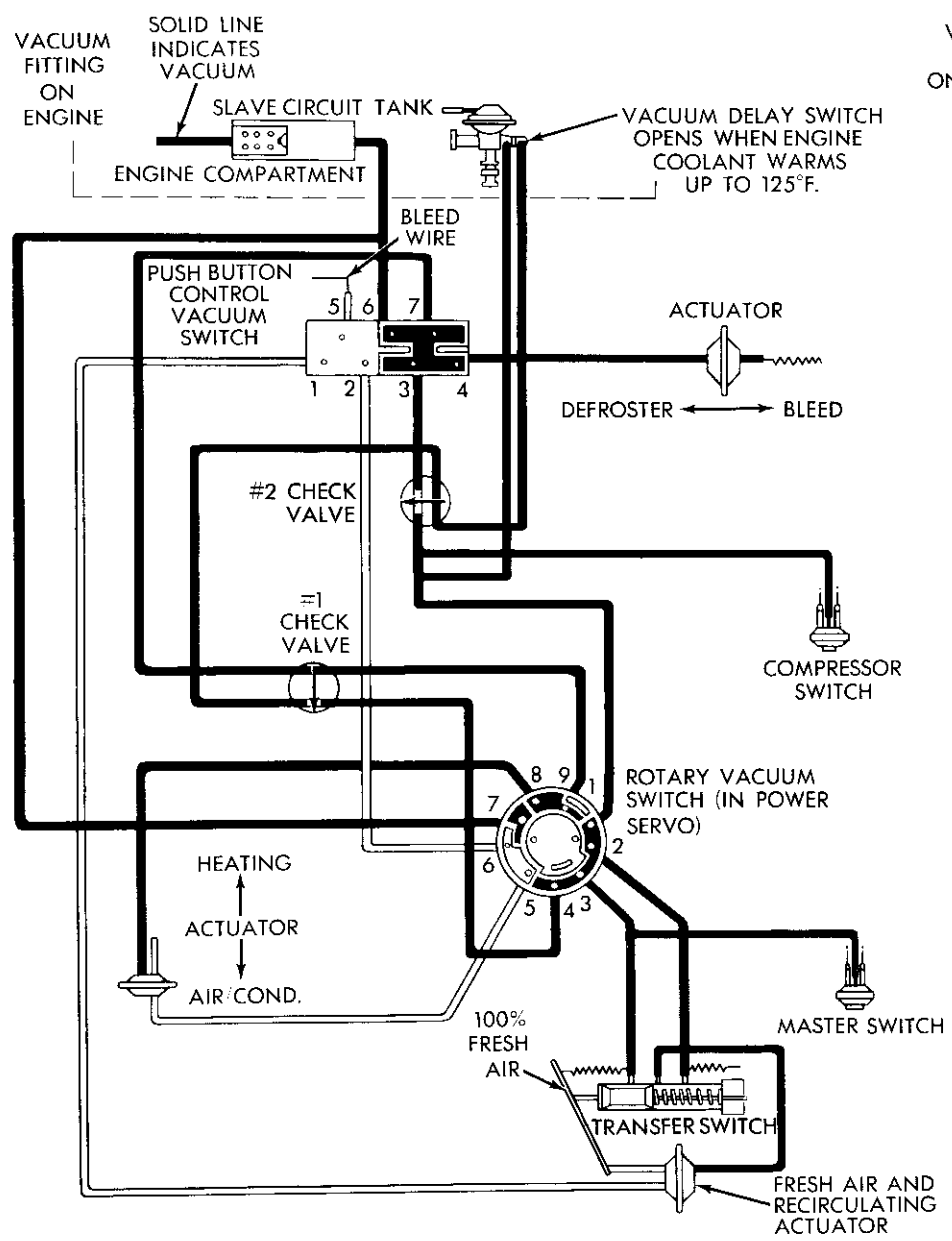 VACUUM
FITTING
ON
ENGINE
SOLID LINE
INDICATES
VACUUM
V
ON
SLAVE CIRCUIT TANK
VACUUM DELAY SWITCH
OPENS WHEN ENGINE
COOLANT WARMS
UP TO 125°F.
ENGINE COMPARTMENT
BLEED
WIRE
PUSH BUTTON
CONTROL
VACUUM
SWITCH
5 6 7
1 2 3 4
ACTUATOR
DEFROSTER
BLEED
#2 CHECK
VALVE
#1
CHECK
VALVE
COMPRESSOR
SWITCH
ROTARY VACUUM
SWITCH (IN POWER
SERVO)
8 9 1
7
2
6
5 4 3
HEATING
ACTUATOR
AIR/COND.
100%
FRESH
AIR
MASTER SWITCH
TRANSFER SWITCH
FRESH AIR AND
RECIRCULATING
ACTUATOR